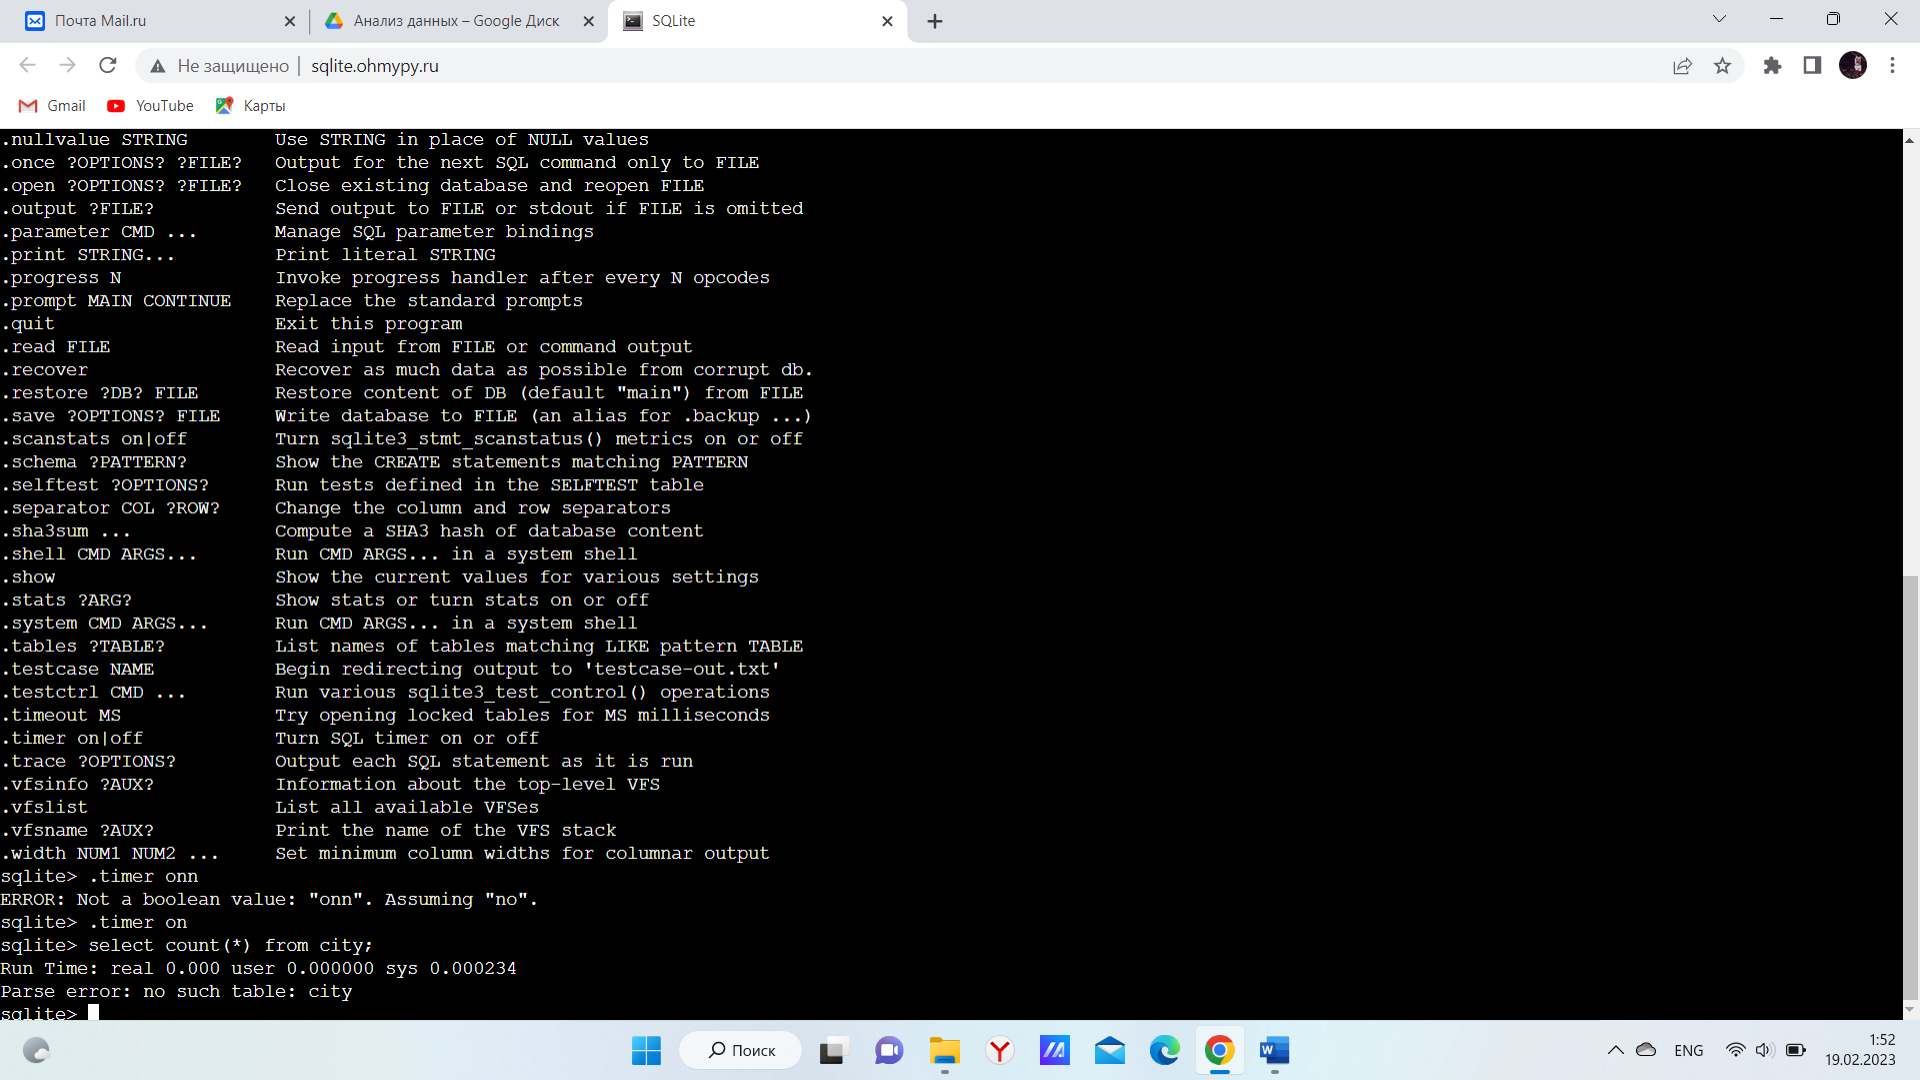 Почта Mail.ru
Анализ данных – Google Диск
SQLite
Не защищено
sqlite.ohmypy.ru
Gmail
YouTube
Карты
.nullvalue STRING Use STRING in place of NULL values
.once ?OPTIONS? ?FILE? Output for the next SQL command only to FILE
.open ?OPTIONS? ?FILE? Close existing database and reopen FILE
.output ?FILE? Send output to FILE or stdout if FILE is omitted
.parameter CMD ... Manage SQL parameter bindings
.print STRING... Print literal STRING
.progress N Invoke progress handler after every N opcodes
.prompt MAIN CONTINUE Replace the standard prompts
.quit Exit this program
.read FILE Read input from FILE or command output
.recover Recover as much data as possible from corrupt db.
.restore ?DB? FILE Restore content of DB (default "main") from FILE
.save ?OPTIONS? FILE Write database to FILE (an alias for .backup ...)
.scanstats on|off Turn sqlite3_stmt_scanstatus() metrics on or off
.schema ?PATTERN? Show the CREATE statements matching PATTERN
.selftest ?OPTIONS? Run tests defined in the SELFTEST table
.separator COL ?ROW? Change the column and row separators
.sha3sum ... Compute a SHA3 hash of database content
.shell CMD ARGS... Run CMD ARGS... in a system shell
.show Show the current values for various settings
.stats ?ARG? Show stats or turn stats on or off
.system CMD ARGS... Run CMD ARGS... in a system shell
.tables ?TABLE? List names of tables matching LIKE pattern TABLE
.testcase NAME Begin redirecting output to 'testcase-out.txt'
.testctrl CMD ... Run various sqlite3_test_control() operations
.timeout MS Try opening locked tables for MS milliseconds
.timer on|off Turn SQL timer on or off
.trace ?OPTIONS? Output each SQL statement as it is run
.vfsinfo ?AUX? Information about the top-level VFS
.vfslist List all available VFSes
.vfsname ?AUX? Print the name of the VFS stack
.width NUM1 NUM2 ... Set minimum column widths for columnar output
sqlite> .timer onn
ERROR: Not a boolean value: "onn". Assuming "no".
sqlite> .timer on
sqlite> select count(*) from city;
Run Time: real 0.000 user 0.000000 sys 0.000234
Parse error: no such table: city
sqlite>
Поиск
ENG
1:52
19.02.2023